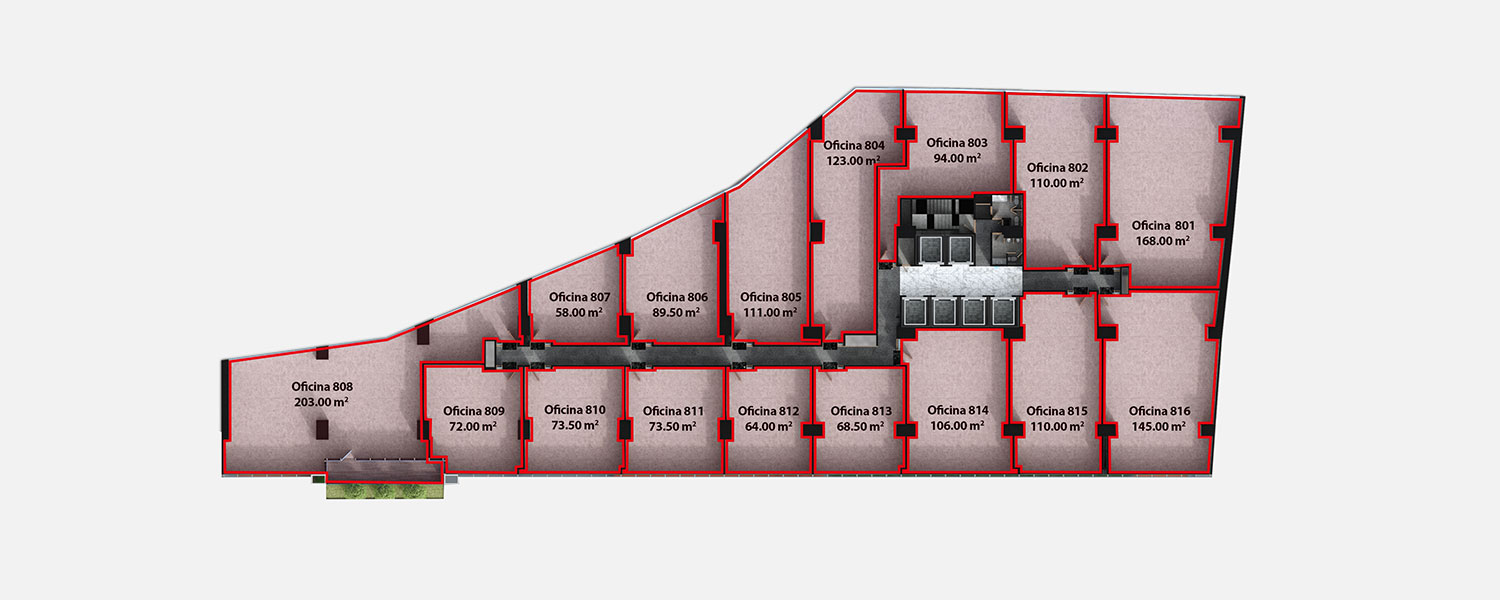 Oficina 804
123.00 m²
Oficina 803
94.00 m²
Oficina 802
110.00 m²
Oficina 801
168.00 m²
Oficina 807
58.00 m²
Oficina 806
89.50 m²
Oficina 805
111.00 m²
Oficina 808
203.00 m²
Oficina 809
72.00 m²
Oficina 810
73.50 m²
Oficina 811
73.50 m²
Oficina 812
64.00 m²
Oficina 813
68.50 m²
Oficina 814
106.00 m²
Oficina 815
110.00 m²
Oficina 816
145.00 m²